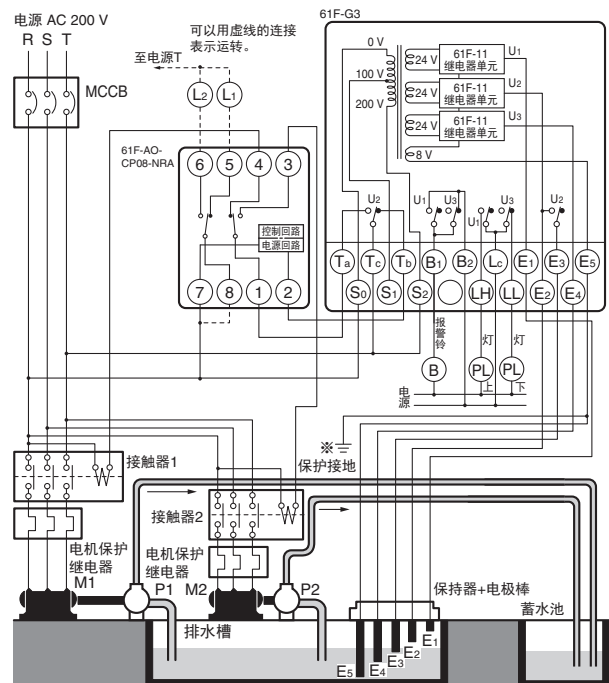 电源 AC 200 V
R S T
MCCB
可以用虚线的连接
表示运转。
至电源T
L2 L1
61F-AO-
CP08-NRA
6 5 4 3
控制回路
电源回路
7 8 1 2
61F-G3
0 V
100 V
200 V
24 V
61F-11
继电器单元
U1
24 V
61F-11
继电器单元
U2
24 V
61F-11
继电器单元
U3
8 V
U2
U1 U3
U1
U3
U2
Ta Tc Tb B1 B2 Lc E1 E3 E5
S0 S1 S2 LH LL E2 E4
报警铃
灯
灯
B PL PL
上
下
电源
※
保护接地
接触器1
接触器2
电机保护
继电器
电机保护
继电器
M1
P1
M2
P2
保持器+电极棒
蓄水池
排水槽
E5 E4 E3 E2 E1